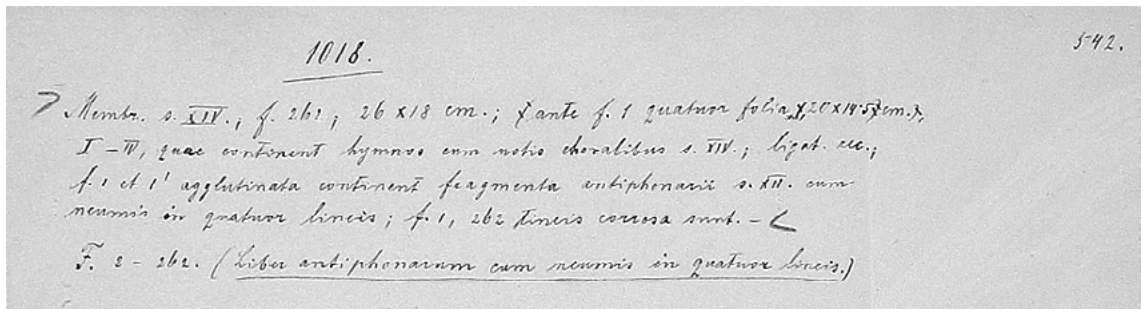 542.
1018.
Membr. s. XIV.; f. 262; 26 x 18 cm.; ante f. 1 quatuor folia, 20 x 14·5 cm.,
I – IV, quae continent hymnos cum notis choralibus s. XIV.; ligat. rec.;
f. 1 et 1' agglutinata continent fragmenta antiphonarii s. XII. cum
neumis in quatuor lineis; f. 1, 262 tineis corrosa sunt. –
F. 2 – 262. (Liber antiphonarum cum neumis in quatuor lineis.)